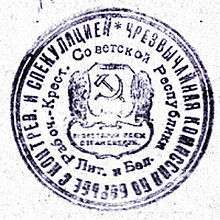 ЧРЕЗВЫЧАЙНАЯ КОМИССИЯ ПО БОРЬБЕ С КОНТРЕВ. И СПЕКУЛЯЦИЕЙ *
Рабоч.-Крест. Советской Республики
Лит. и Бел.